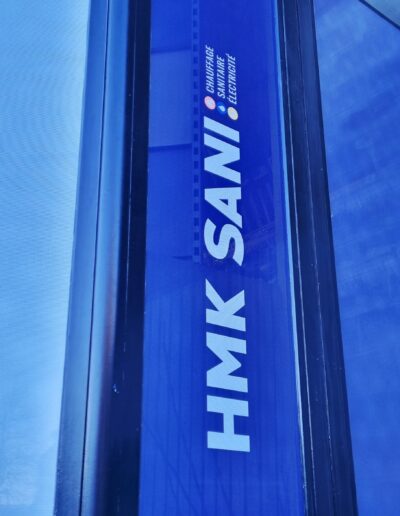 HMK SANI
CHAUFFAGE
SANITAIRE
ÉLECTRICITÉ